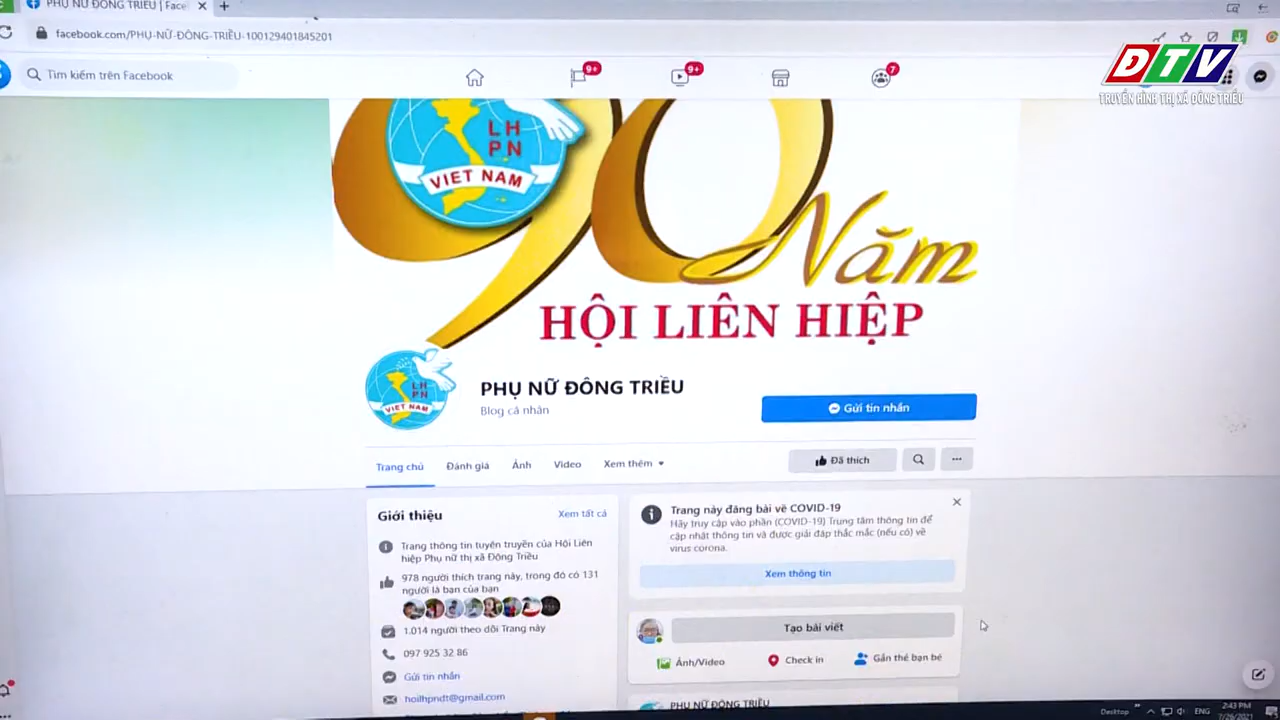 PHỤ NỮ ĐÔNG TRIỀU | Face
facebook.com/PHỤ-NỮ-ĐÔNG-TRIỀU-100129401845201
DTV
TRUYỀN HÌNH THỊ XÃ ĐÔNG TRIỀU
Tìm kiếm trên Facebook
9+
9+
7
90 Năm
LH
PN
VIET NAM
HỘI LIÊN HIỆP
LH
PN
VIET NAM
PHỤ NỮ ĐÔNG TRIỀU
Blog cá nhân
Gửi tin nhắn
Trang chủ
Đánh giá
Ảnh
Video
Xem thêm
Đã thích
Giới thiệu
Xem tất cả
Trang thông tin tuyên truyền của Hội Liên
hiệp Phụ nữ thị xã Đông Triều
978 người thích trang này, trong đó có 131
người là bạn của bạn
1.014 người theo dõi Trang này
097 925 32 86
Gửi tin nhắn
hoilhpndt@gmail.com
Trang này đăng bài về COVID-19
Hãy truy cập vào phần (COVID-19) Trung tâm thông tin để
cập nhật thông tin và được giải đáp thắc mắc (nếu có) về
virus corona.
Xem thông tin
Tạo bài viết
Ảnh/Video
Check in
Gắn thẻ bạn bè
PHỤ NỮ ĐÔNG TRIỀU
Desktop
ENG
2:43 PM
7/26/2021